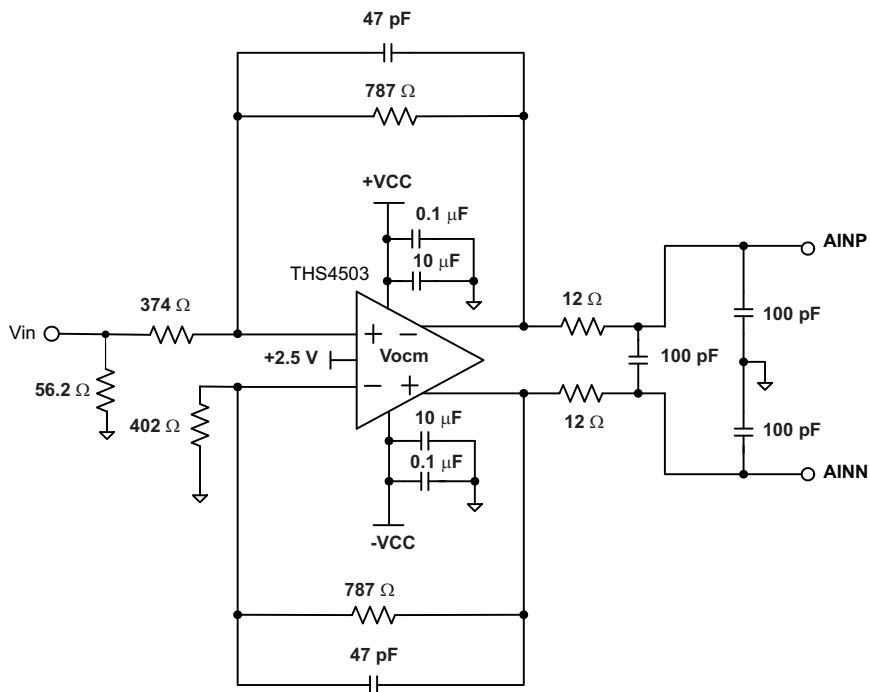 47 pF
787 Ω
+VCC
0.1 μF
10 μF
THS4503
AINP
374 Ω
12 Ω
Vin
+ −
100 pF
+2.5 V
Vocm
100 pF
56.2 Ω
− +
402 Ω
12 Ω
10 μF
100 pF
0.1 μF
AINN
-VCC
787 Ω
47 pF